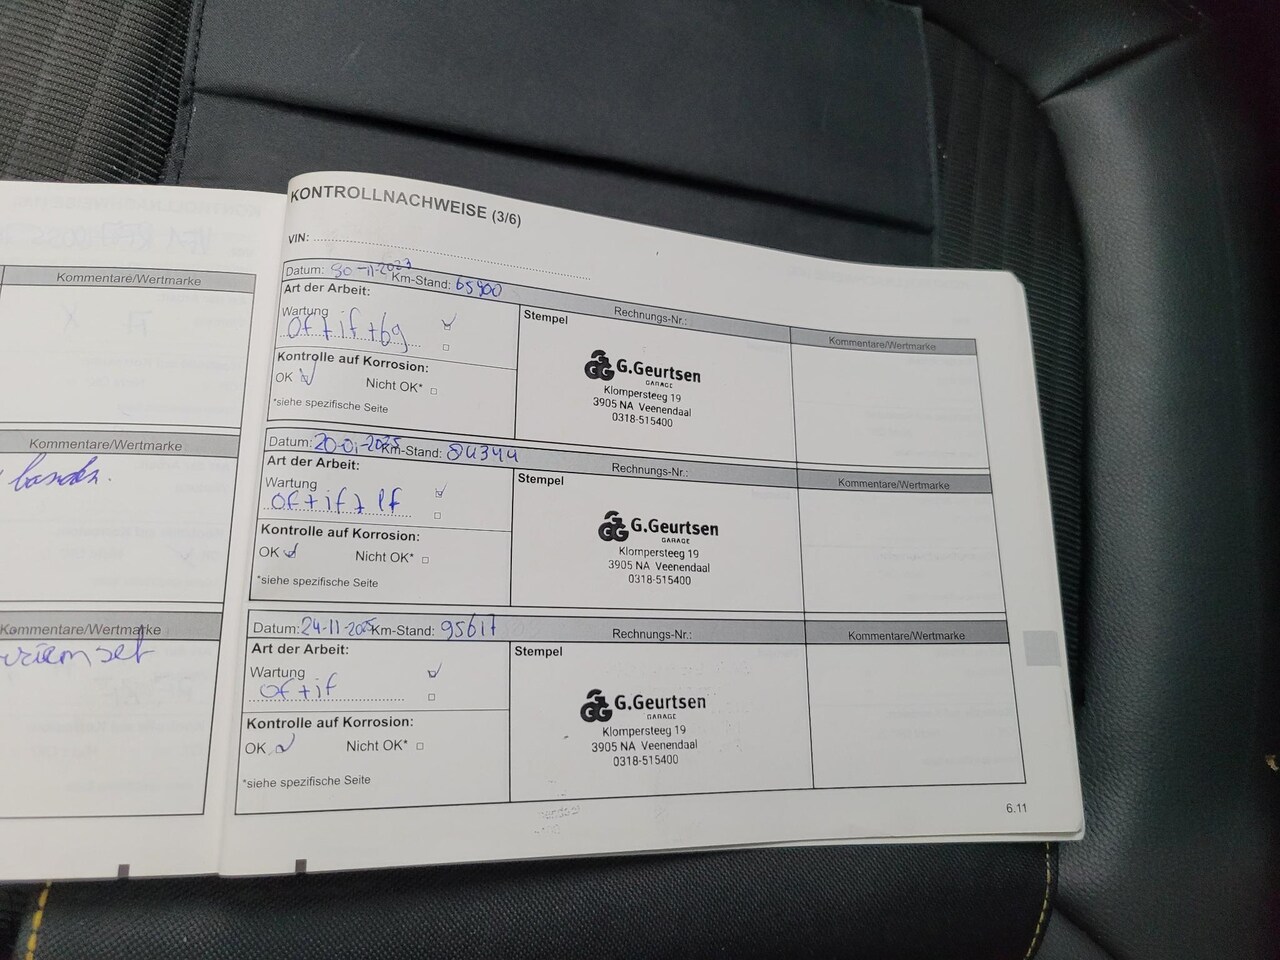 Kommentare/Wertmarke
Kommentare/Wertmarke
banden.
Kommentare/Wertmarke
KONTROLLNACHWEISE (3/6)
VIN:
Datum: 30-11-2023 Km-Stand: 65900
Rechnungs-Nr.:
Kommentare/Wertmarke
Art der Arbeit:
Wartung
of+if+bg
Kontrolle auf Korrosion:
OK Nicht OK*
*siehe spezifische Seite
Stempel
G.Geurtsen
GARAGE
Klompersteeg 19
3905 NA Veenendaal
0318-515400
Datum: 20-01-2025 Km-Stand: 84344
Rechnungs-Nr.:
Kommentare/Wertmarke
Art der Arbeit:
Wartung
of+if+lf
Kontrolle auf Korrosion:
OK Nicht OK*
*siehe spezifische Seite
Stempel
G.Geurtsen
GARAGE
Klompersteeg 19
3905 NA Veenendaal
0318-515400
Datum: 24-11-2025 Km-Stand: 95617
Rechnungs-Nr.:
Kommentare/Wertmarke
Art der Arbeit:
Wartung
of+if
Kontrolle auf Korrosion:
OK Nicht OK*
*siehe spezifische Seite
Stempel
G.Geurtsen
GARAGE
Klompersteeg 19
3905 NA Veenendaal
0318-515400
6.11